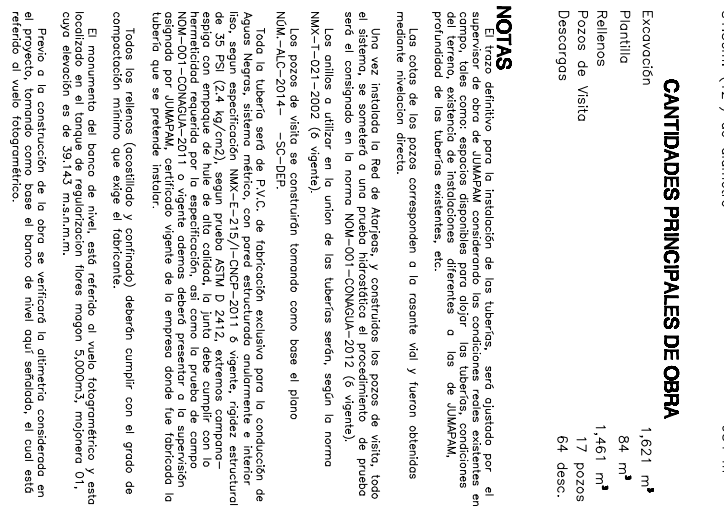 CANTIDADES PRINCIPALES DE OBRA
Excavación 1,621 m³
Plantilla 84 m³
Rellenos 1,461 m³
Pozos de Visita 17 pozos
Descargas 64 desc.
NOTAS
El trazo definitivo para la instalación de las tuberías, será ajustado por el
supervisor de obra de JUMAPAM considerando las condiciones reales existentes en
campo, tales como: espacios disponibles para alojar las tuberías, condiciones
del terreno, existencia de instalaciones diferentes a las de JUMAPAM,
profundidad de las tuberías existentes, etc.
Las cotas de los pozos corresponden a la rasante vial y fueron obtenidos
mediante nivelacion directa.
Una vez instalada la Red de Atarjeas, y construidos los pozos de visita, todo
el sistema, se someterá a una prueba hidrostática el procedimiento de prueba
será el consignado en la norma NOM-001-CONAGUA-2012 (ó vigente).
Los anillos a utilizar en la union de las tuberías serán, según la norma
NMX-T-021-2002 (ó vigente).
Los pozos de visita se construirán tomando como base el plano
NÚM.-ALC-2014- -SC-DEP.
Toda la tubería será de P.V.C. de fabricación exclusiva para la conducción de
Aguas Negras, sistema métrico, con pared estructurada anularmente e interior
liso, segun especificación NMX-E-215/I-CNCP-2011 ó vigente, rigidez estructural
de 35 PSI (2.4 kg/cm2), segun prueba ASTM D 2412, extremos campana-
espiga con empaque de hule de alta calidad, la junta debe cumplir con la
hermeticidad requerida por la especificación, asi como la prueba de campo
NOM-001-CONAGUA-2011 o vigente ademas deberá presentar a la supervisión
asignada por JUMAPAM, certificado vigente de la empresa donde fue fabricada la
tubería que se pretende instalar.
Todos los rellenos (acostillado y confinado) deberán cumplir con el grado de
compactación mínimo que exige el fabricante.
El monumento del banco de nivel, está referido al vuelo fotogramétrico y esta
localizado en el tanque de regularizacion flores magon 5,000m3, mojonera 01,
cuya elevación es de 39.143 m.s.n.m.m.
Previo a la construcción de la obra se verificará la altimetría considerada en
el proyecto, tomando como base el banco de nivel aquí señalado, el cual está
referido al vuelo fotogramétrico.